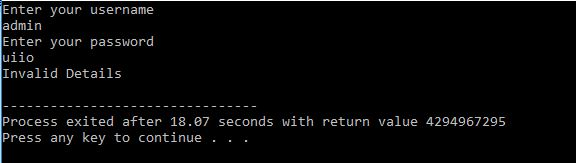 Enter your username
admin
Enter your password
uiio
Invalid Details
--------------------------------
Process exited after 18.07 seconds with return value 4294967295
Press any key to continue . . .